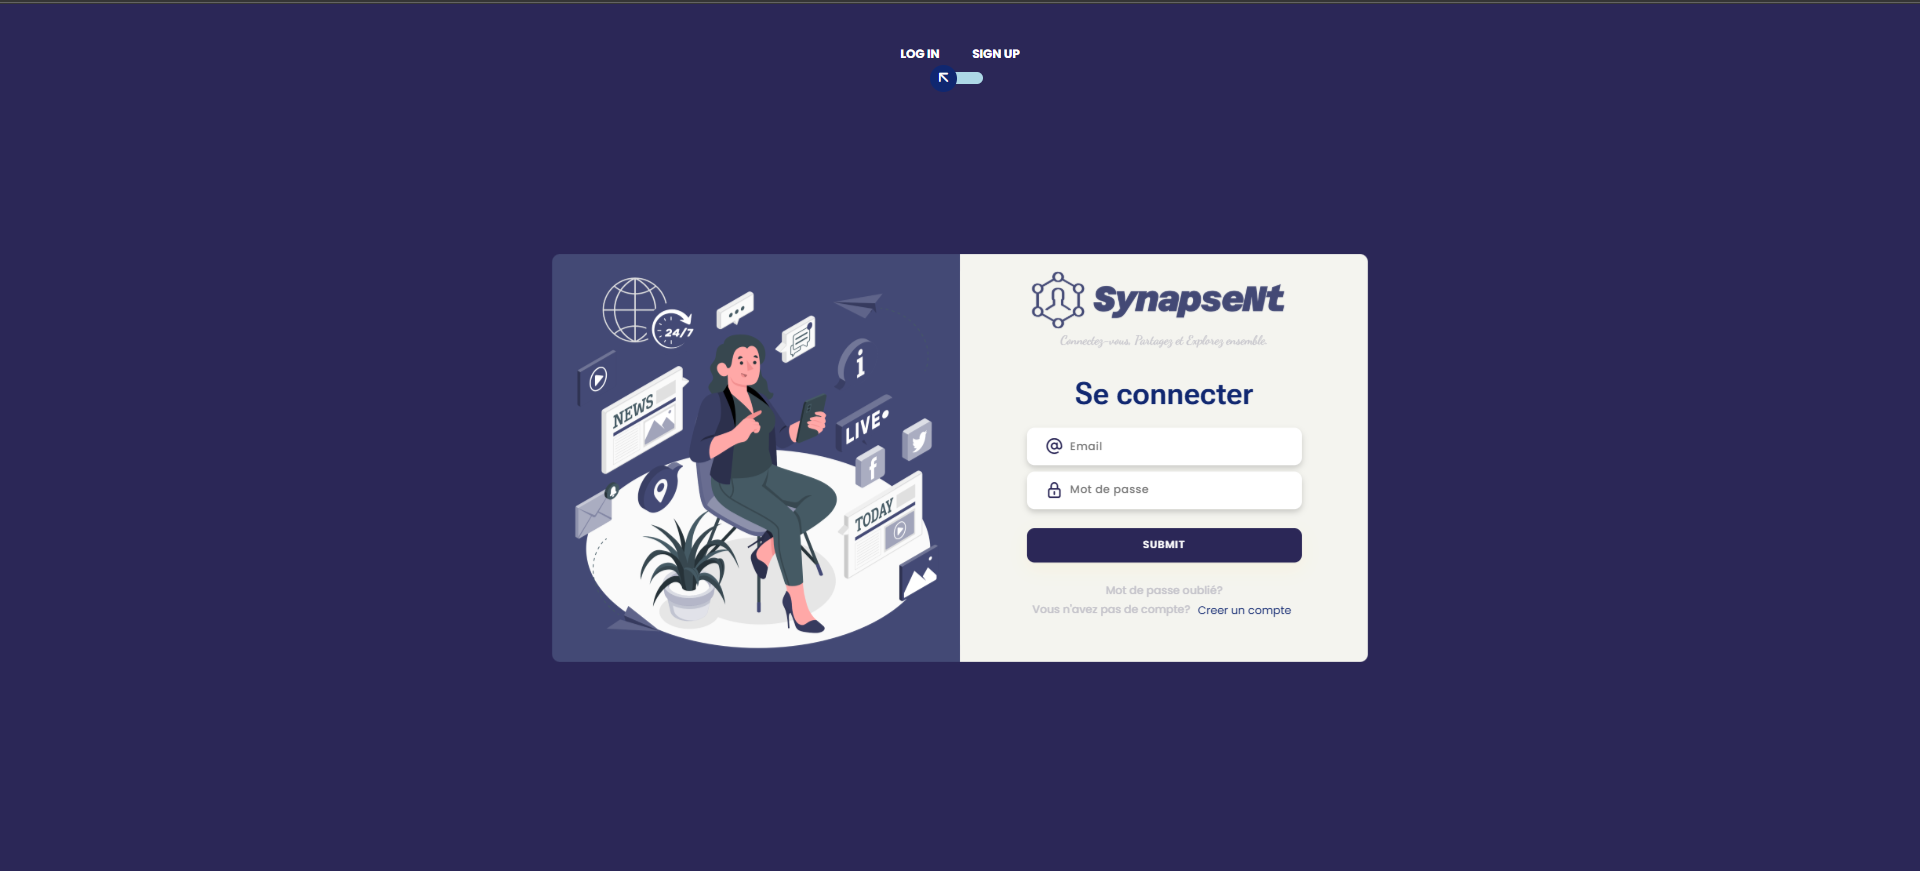 LOG IN SIGN UP
24/7
NEWS
LIVE
TODAY
SynapseNt
Connectez-vous, Partagez et Explorez ensemble.
Se connecter
Email
Mot de passe
SUBMIT
Mot de passe oublié?
Vous n'avez pas de compte? Creer un compte